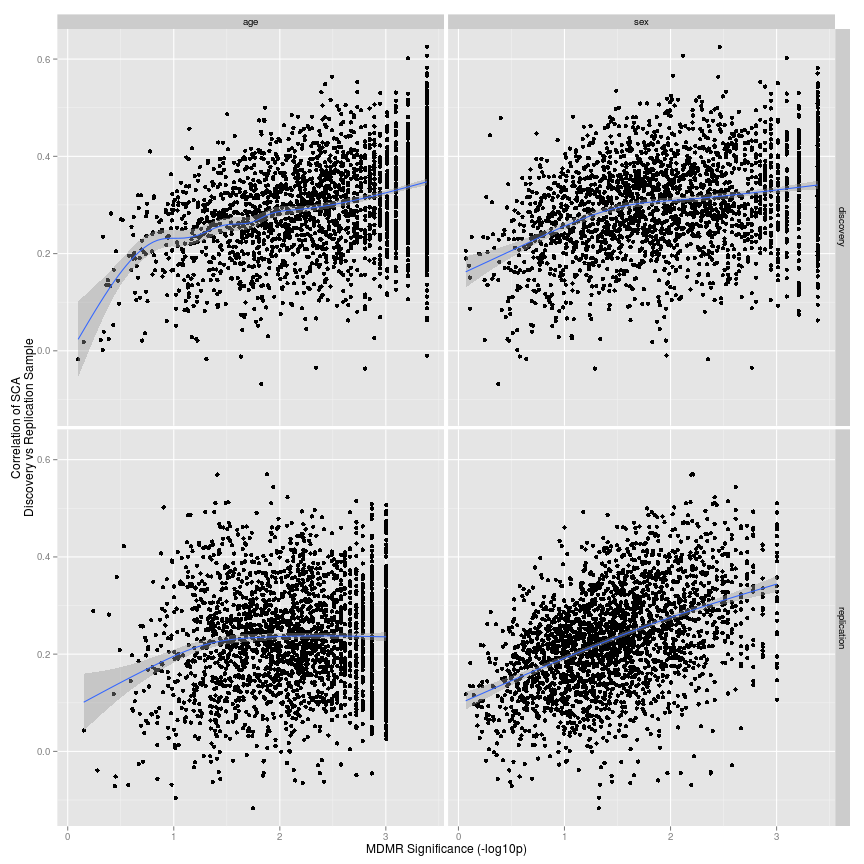 age
sex
0.6
0.4
0.2
0.0
discovery
Correlation of SCA
Discovery vs Replication Sample
0.6
0.4
0.2
0.0
replication
0
1
2
3
0
1
2
3
MDMR Significance (-log10p)